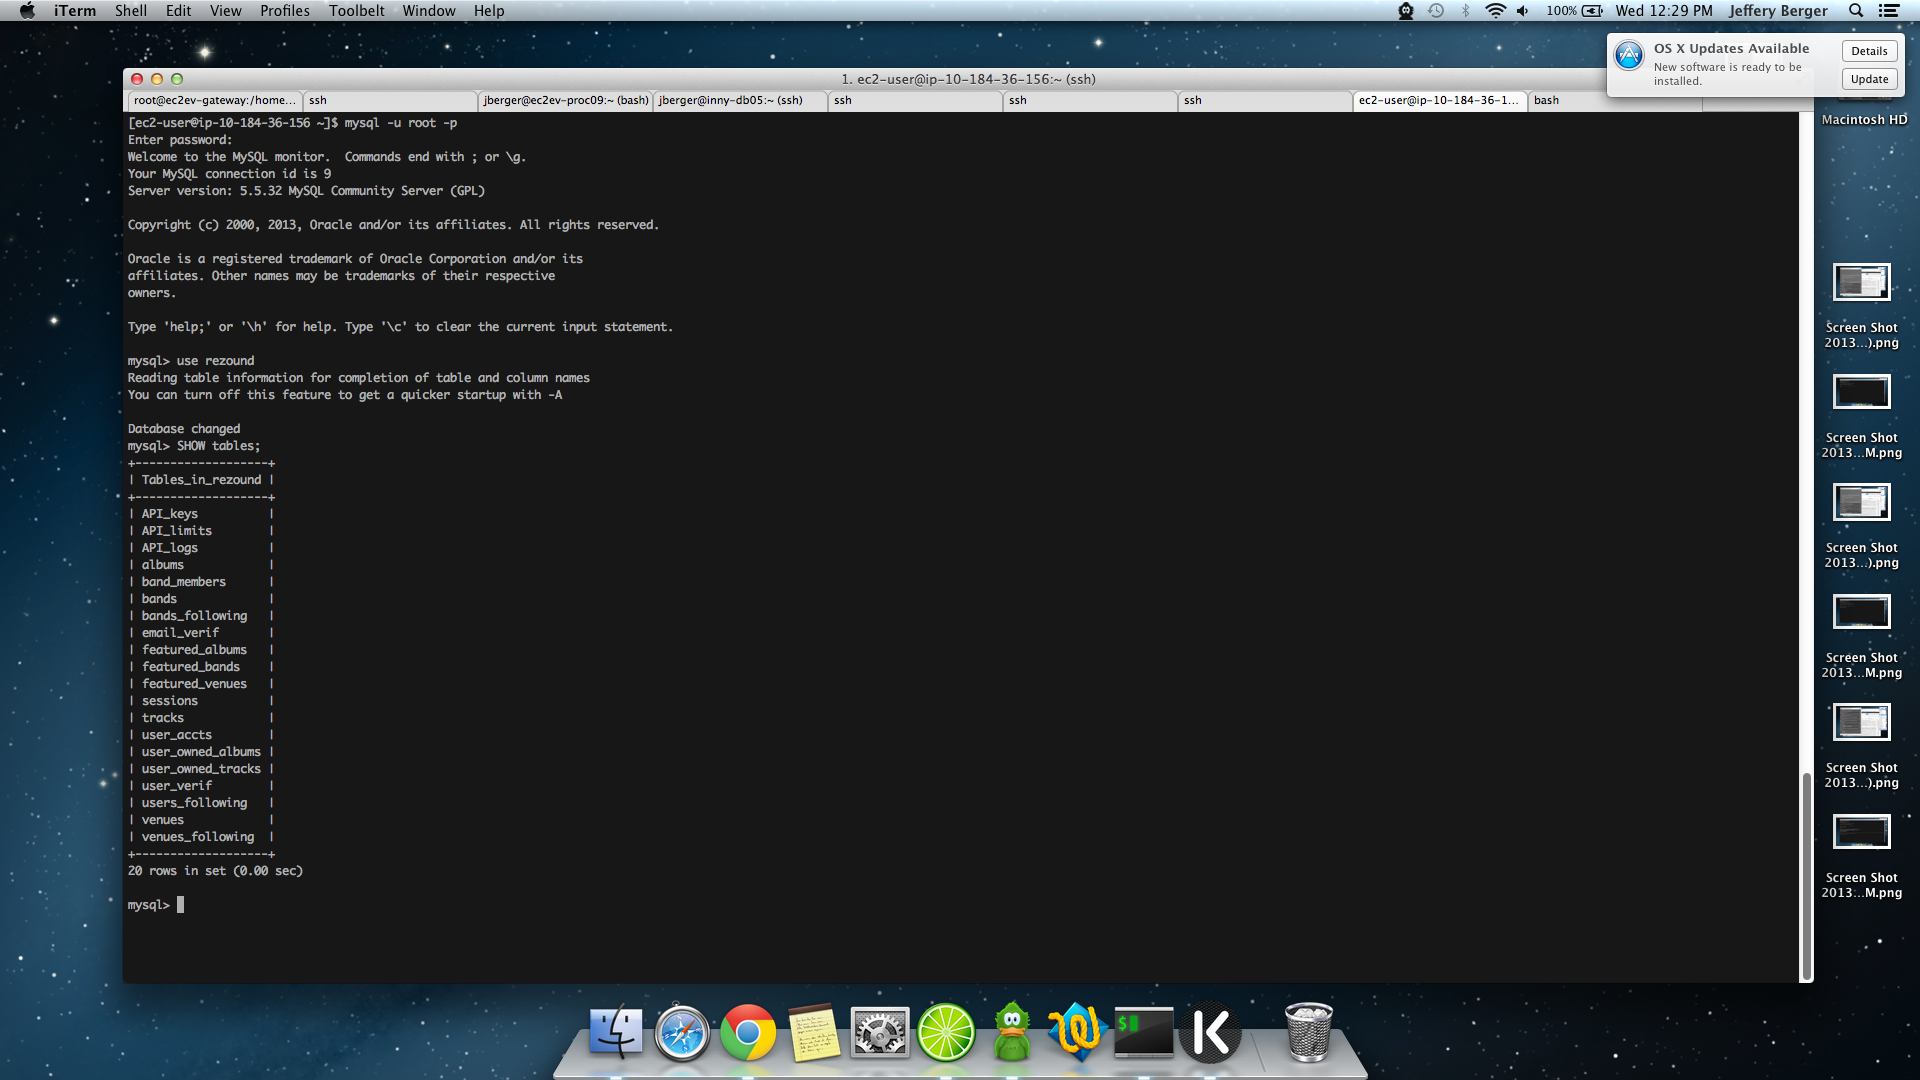 iTerm Shell Edit View Profiles Toolbelt Window Help
100% Wed 12:29 PM Jeffery Berger
OS X Updates Available
New software is ready to be
installed.
Details
Update
1. ec2-user@ip-10-184-36-156:~ (ssh)
root@ec2ev-gateway:/home... ssh jberger@ec2ev-proc09:~ (bash) jberger@inny-db05:~ (ssh) ssh ssh ssh ec2-user@ip-10-184-36-1... bash
[ec2-user@ip-10-184-36-156 ~]$ mysql -u root -p
Enter password:
Welcome to the MySQL monitor.  Commands end with ; or \g.
Your MySQL connection id is 9
Server version: 5.5.32 MySQL Community Server (GPL)
Copyright (c) 2000, 2013, Oracle and/or its affiliates. All rights reserved.
Oracle is a registered trademark of Oracle Corporation and/or its
affiliates. Other names may be trademarks of their respective
owners.
Type 'help;' or '\h' for help. Type '\c' to clear the current input statement.
mysql> use rezound
Reading table information for completion of table and column names
You can turn off this feature to get a quicker startup with -A
Database changed
mysql> SHOW tables;
+-------------------+
| Tables_in_rezound |
+-------------------+
| API_keys          |
| API_limits        |
| API_logs          |
| albums            |
| band_members      |
| bands             |
| bands_following   |
| email_verif       |
| featured_albums   |
| featured_bands    |
| featured_venues   |
| sessions          |
| tracks            |
| user_accts        |
| user_owned_albums |
| user_owned_tracks |
| user_verif        |
| users_following   |
| venues            |
| venues_following  |
+-------------------+
20 rows in set (0.00 sec)
mysql>
Macintosh HD
Screen Shot
2013...).png
Screen Shot
2013...M.png
Screen Shot
2013...).png
Screen Shot
2013...M.png
Screen Shot
2013...).png
Screen Shot
2013...M.png
$
K